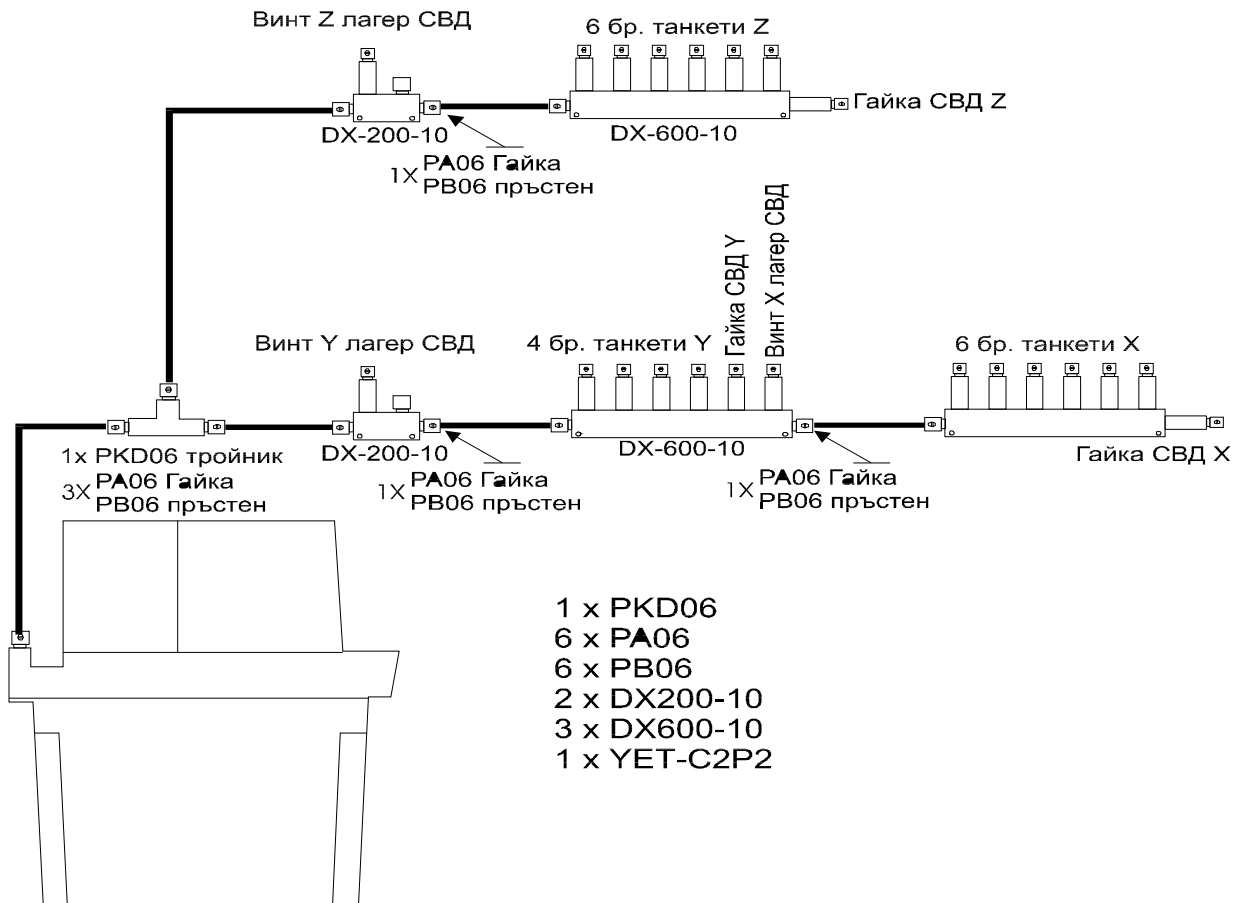 Винт Z лагер СВД
6 бр. танкети Z
Гайка СВД Z
DX-200-10
DX-600-10
1X PA06 Гайка
PB06 пръстен
Гайка СВД Y
Винт X лагер СВД
Винт Y лагер СВД
4 бр. танкети Y
6 бр. танкети X
1x PKD06 тройник
3X PA06 Гайка
PB06 пръстен
DX-200-10
1X PA06 Гайка
PB06 пръстен
DX-600-10
1X PA06 Гайка
PB06 пръстен
Гайка СВД X
1 x PKD06
6 x PA06
6 x PB06
2 x DX200-10
3 x DX600-10
1 x YET-C2P2